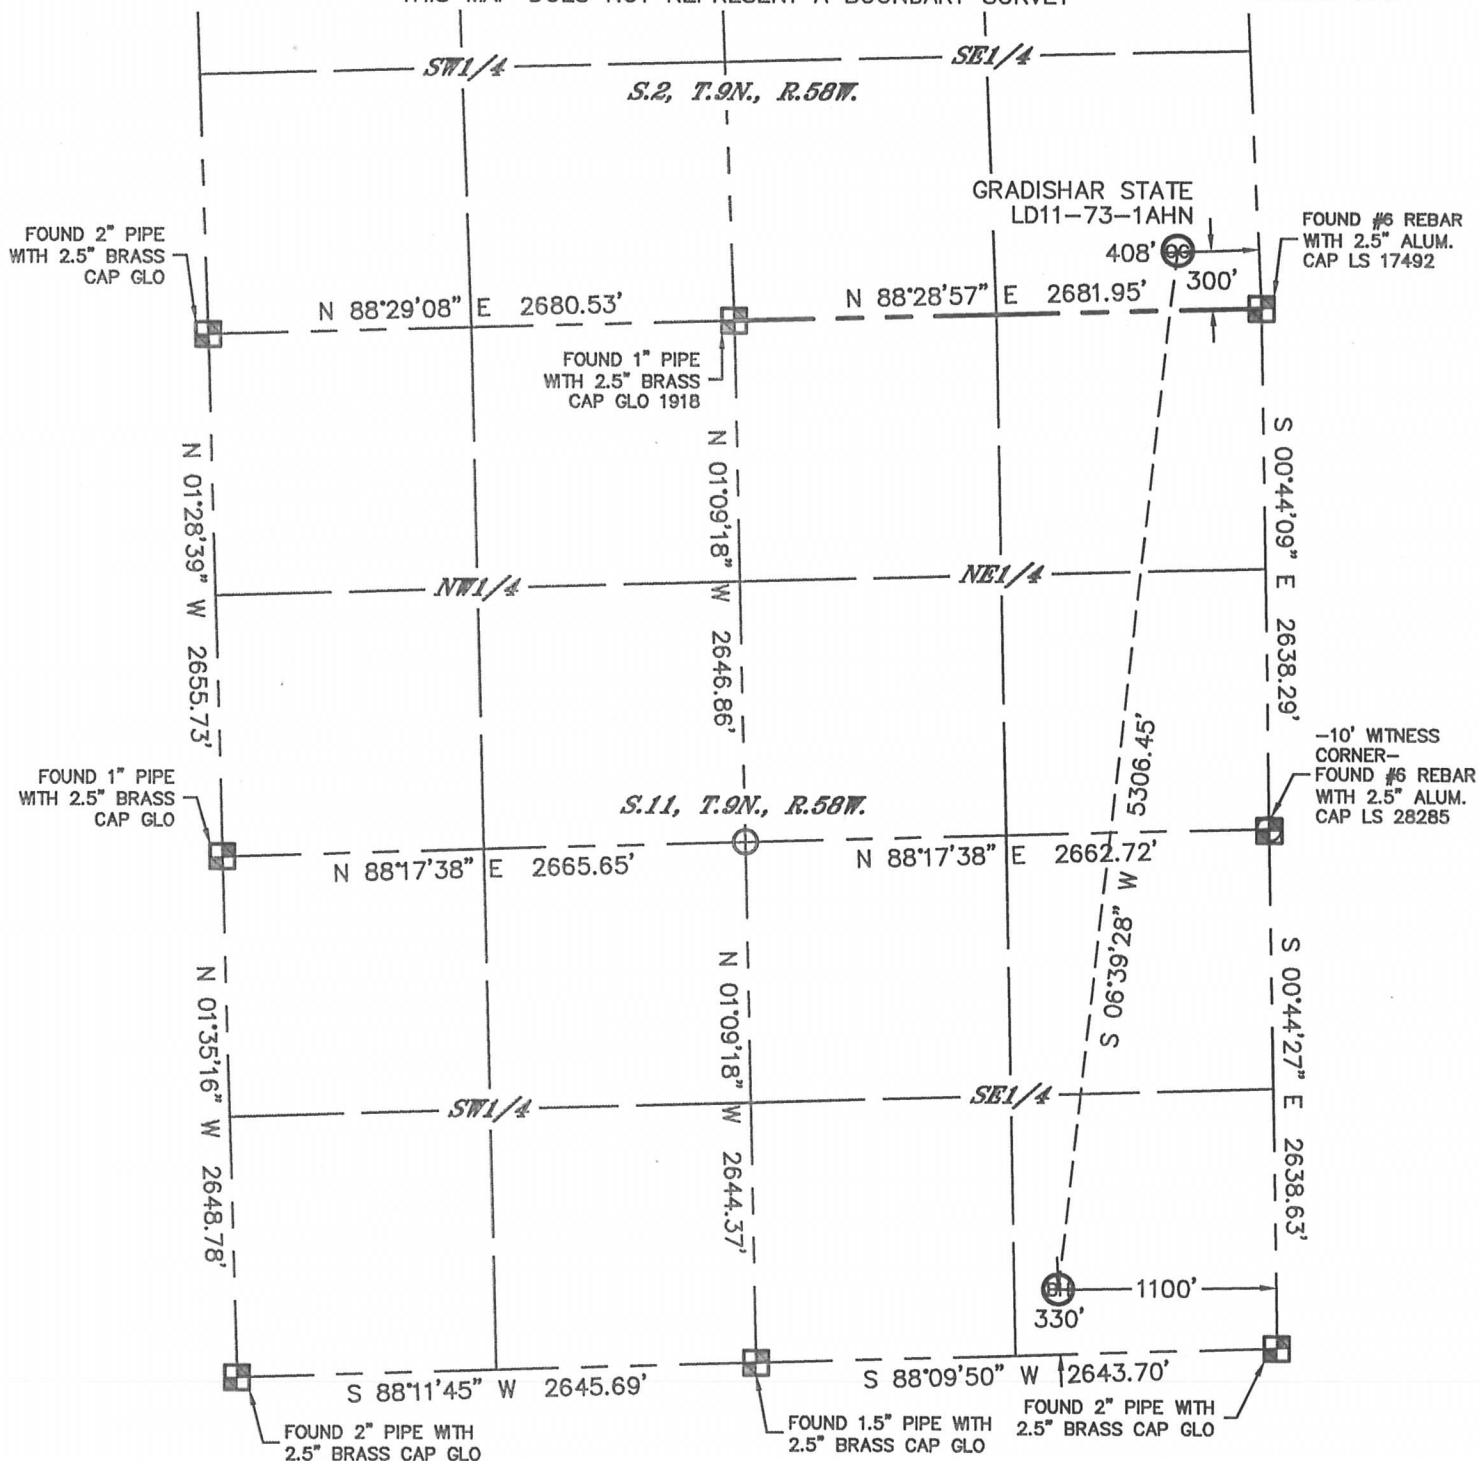 THIS MAP DOES NOT REPRESENT A BOUNDARY SURVEY
SW1/4
SE1/4
S.2, T.9N., R.58W.
GRADISHAR STATE
LD11-73-1AHN
408'
300'
FOUND #6 REBAR
WITH 2.5" ALUM.
CAP LS 17492
FOUND 2" PIPE
WITH 2.5" BRASS
CAP GLO
N 88°29'08" E 2680.53'
N 88°28'57" E 2681.95'
FOUND 1" PIPE
WITH 2.5" BRASS
CAP GLO 1918
N 01°28'39" W 2655.73'
N 01°09'18" W 2646.86'
S 00°44'09" E 2638.29'
NW1/4
NE1/4
S 06°39'28" W 5306.45'
-10' WITNESS
CORNER-
FOUND #6 REBAR
WITH 2.5" ALUM.
CAP LS 28285
FOUND 1" PIPE
WITH 2.5" BRASS
CAP GLO
S.11, T.9N., R.58W.
N 88°17'38" E 2665.65'
N 88°17'38" E 2662.72'
N 01°35'16" W 2648.78'
N 01°09'18" W 2644.37'
S 00°44'27" E 2638.63'
SW1/4
SE1/4
BH
1100'
330'
S 88°11'45" W 2645.69'
S 88°09'50" W 2643.70'
FOUND 2" PIPE WITH
2.5" BRASS CAP GLO
FOUND 1.5" PIPE WITH
2.5" BRASS CAP GLO
FOUND 2" PIPE WITH
2.5" BRASS CAP GLO